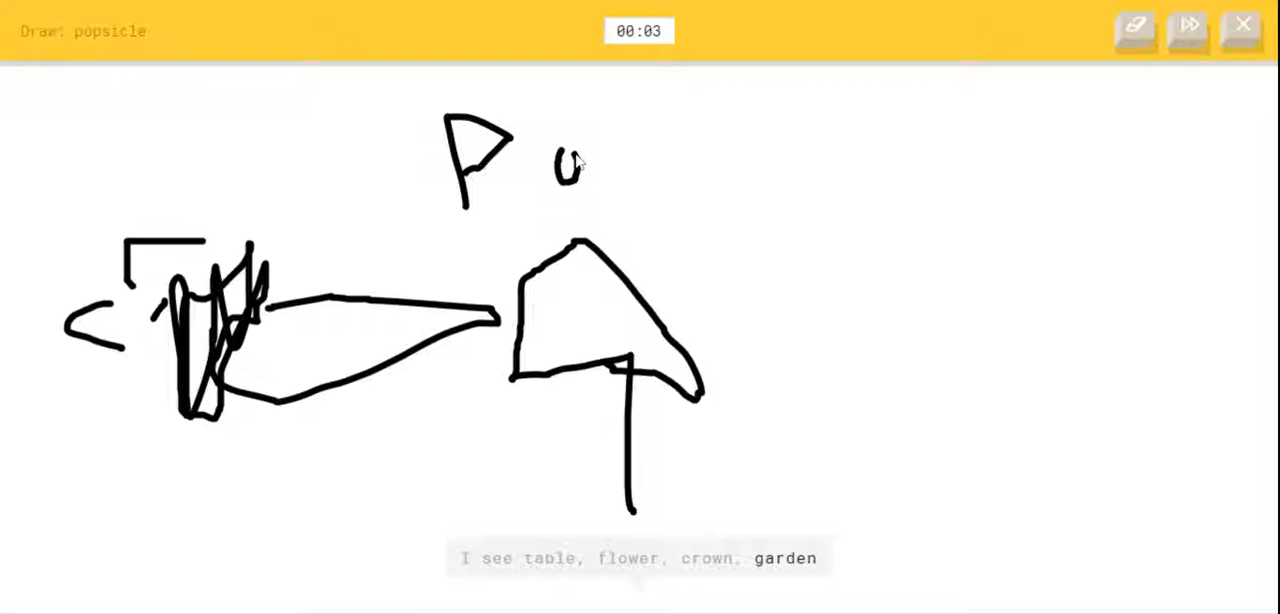 Draw: popsicle
00:03
P o
I see table, flower, crown, garden